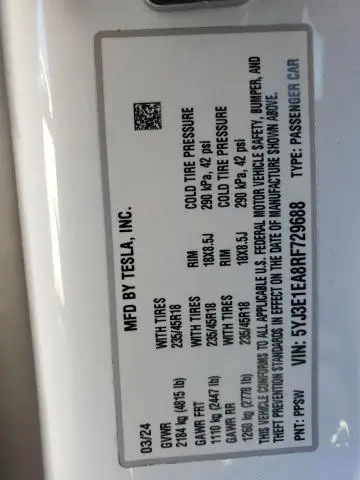 MFD BY TESLA, INC.
03/24
GVWR WITH TIRES RIM COLD TIRE PRESSURE
2184 kg (4815 lb) 235/45R18 18X8.5J 290 kPa, 42 psi
GAWR FRT WITH TIRES RIM COLD TIRE PRESSURE
1110 kg (2447 lb) 235/45R18 18X8.5J 290 kPa, 42 psi
GAWR RR
1260 kg (2778 lb) 235/45R18
THIS VEHICLE CONFORMS TO ALL APPLICABLE U.S. FEDERAL MOTOR VEHICLE SAFETY, BUMPER, AND
THEFT PREVENTION STANDARDS IN EFFECT ON THE DATE OF MANUFACTURE SHOWN ABOVE.
PNT: PPSW VIN: 5YJ3E1EA8RF729688 TYPE: PASSENGER CAR